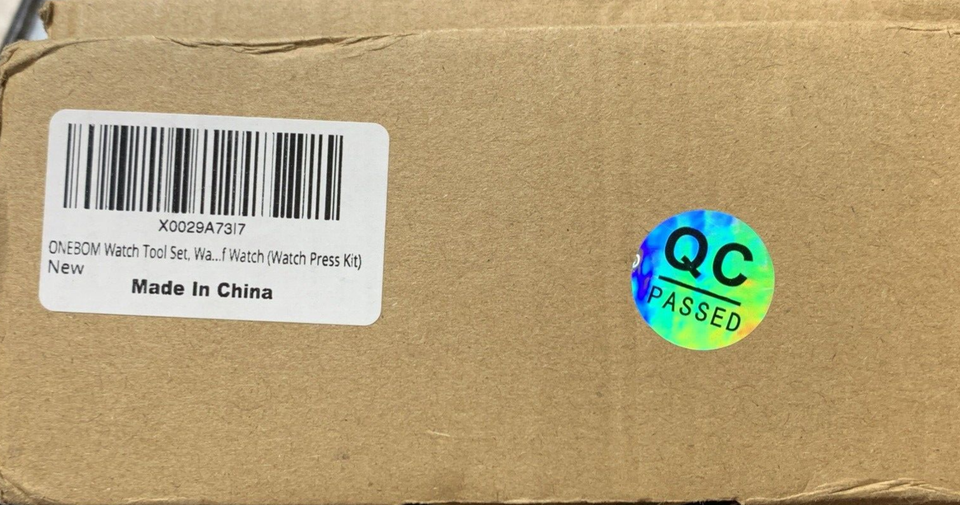 X0029A73I7
ONEBOM Watch Tool Set, Wa...f Watch (Watch Press Kit)
New
Made In China
QC
PASSED